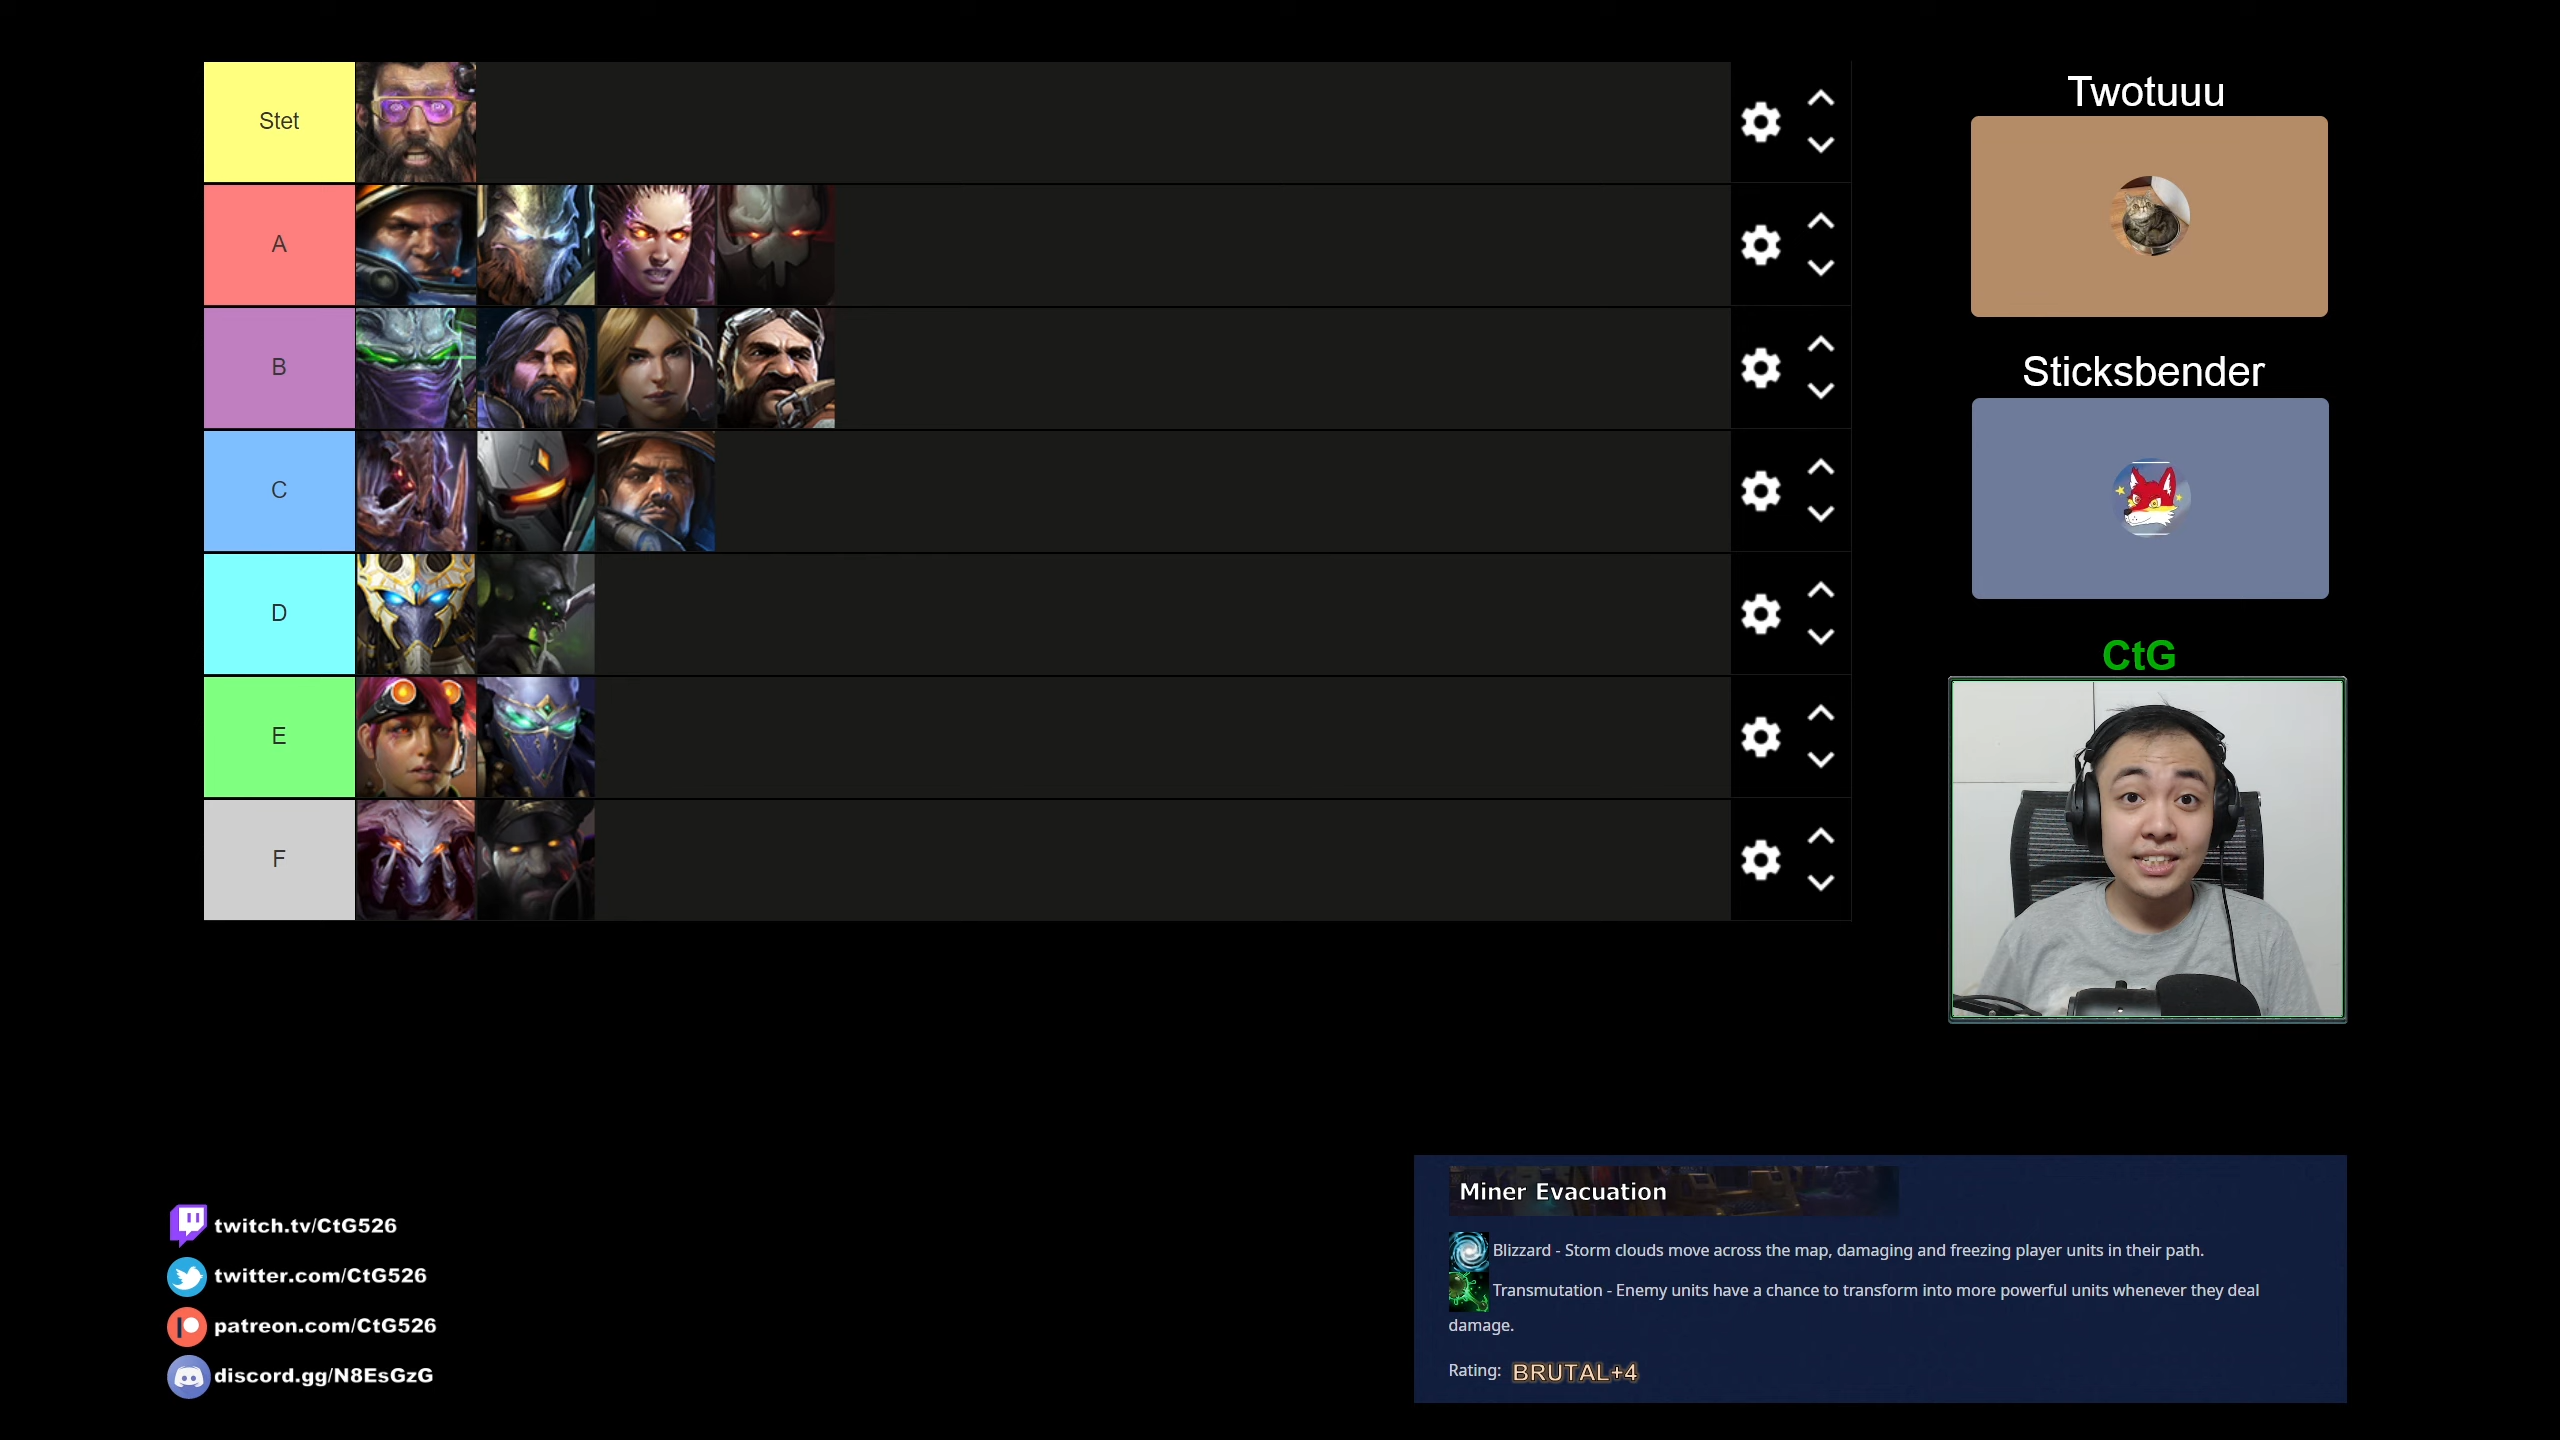 Stet
A
B
C
D
E
F
Twotuuu
Sticksbender
CtG
Miner Evacuation
Blizzard - Storm clouds move across the map, damaging and freezing player units in their path.
Transmutation - Enemy units have a chance to transform into more powerful units whenever they deal
damage.
Rating: BRUTAL+4
twitch.tv/CtG526
twitter.com/CtG526
patreon.com/CtG526
discord.gg/N8EsGzG